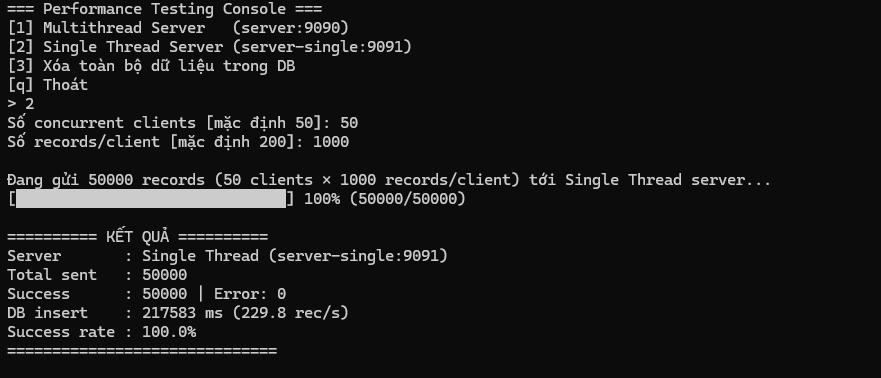 === Performance Testing Console ===
[1] Multithread Server   (server:9090)
[2] Single Thread Server (server-single:9091)
[3] Xóa toàn bộ dữ liệu trong DB
[q] Thoát
> 2
Số concurrent clients [mặc định 50]: 50
Số records/client [mặc định 200]: 1000
Đang gửi 50000 records (50 clients × 1000 records/client) tới Single Thread server...
[██████████████████████████████] 100% (50000/50000)
========== KẾT QUẢ ==========
Server       : Single Thread (server-single:9091)
Total sent   : 50000
Success      : 50000 | Error: 0
DB insert    : 217583 ms (229.8 rec/s)
Success rate : 100.0%
==============================